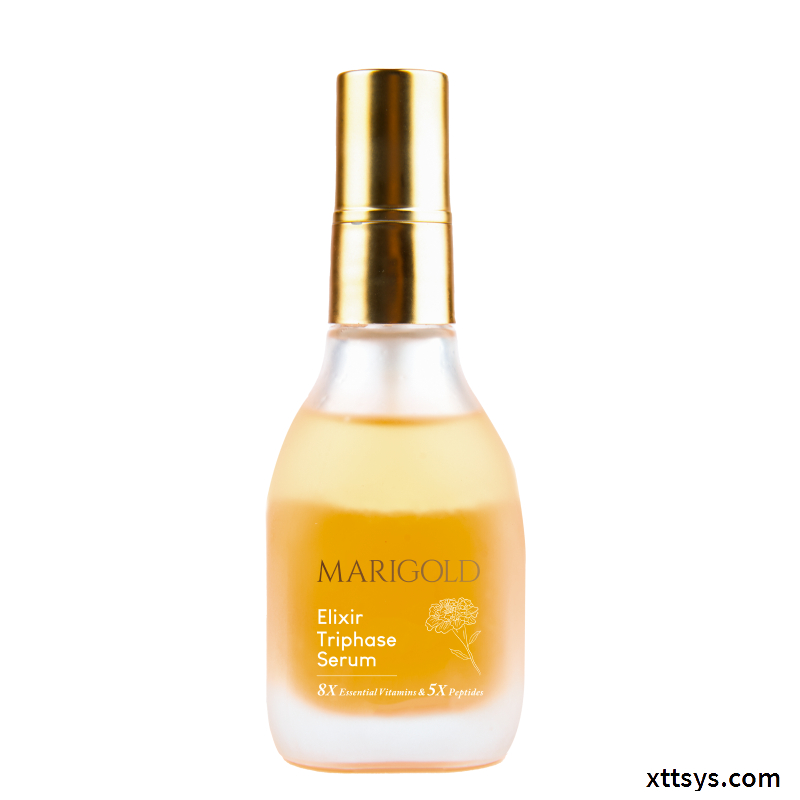 MARIGOLD
Elixir
Triphase
Serum
8X Essential Vitamins & 5X Peptides
xttsys.com